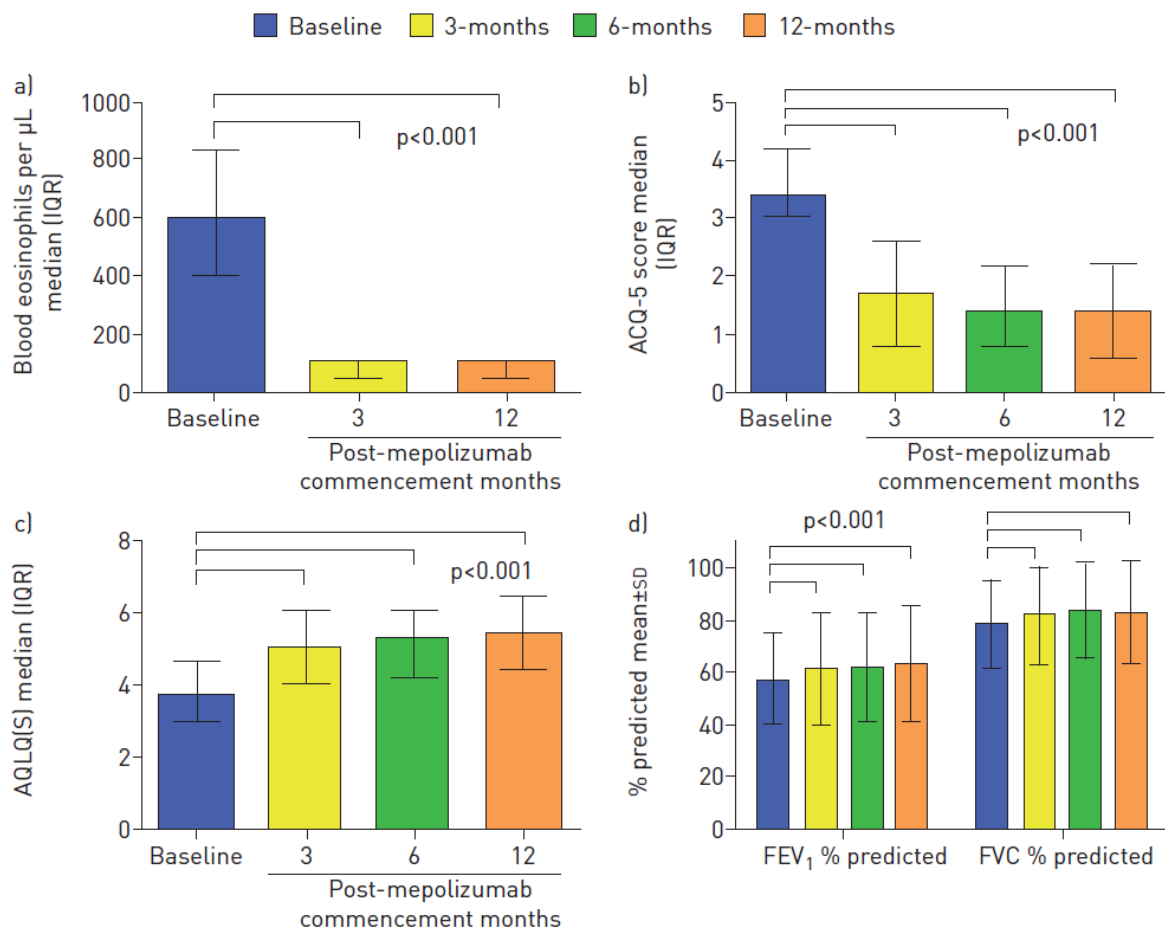 Baseline 3-months 6-months 12-months
a)
Blood eosinophils per µL
median (IQR)
1000
800
600
400
200
0
p<0.001
Baseline 3 12
Post-mepolizumab
commencement months
b)
ACQ-5 score median
(IQR)
5
4
3
2
1
0
p<0.001
Baseline 3 6 12
Post-mepolizumab
commencement months
c)
AQLQ(S) median (IQR)
8
6
4
2
0
p<0.001
Baseline 3 6 12
Post-mepolizumab
commencement months
d)
% predicted mean±SD
100
80
60
40
20
0
p<0.001
FEV₁ % predicted FVC % predicted